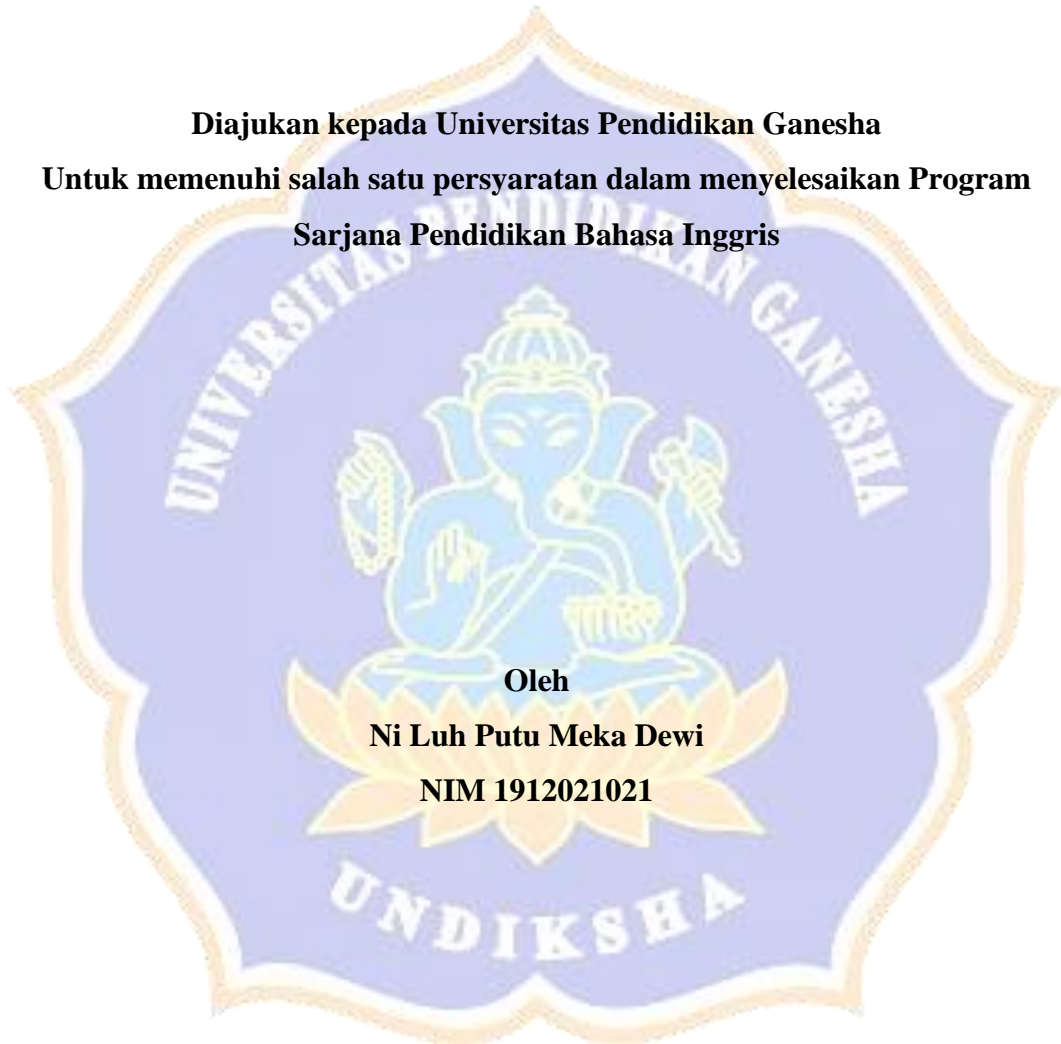 Diajukan kepada Universitas Pendidikan Ganesha
Untuk memenuhi salah satu persyaratan dalam menyelesaikan Program
Sarjana Pendidikan Bahasa Inggris
UNIVERSITAS PENDIDIKAN GANESHA
Oleh
Ni Luh Putu Meka Dewi
NIM 1912021021
UNDIKSHA